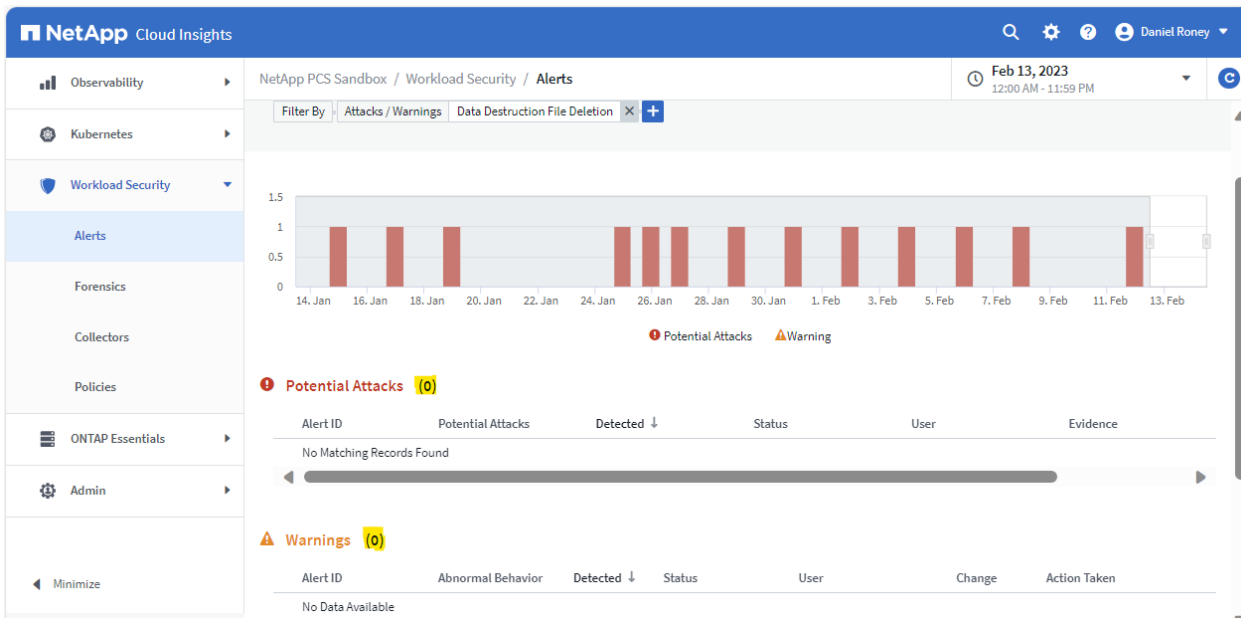 NetApp Cloud Insights
Daniel Roney
Observability
Kubernetes
Workload Security
Alerts
Forensics
Collectors
Policies
ONTAP Essentials
Admin
Minimize
NetApp PCS Sandbox / Workload Security / Alerts
Feb 13, 2023
12:00 AM - 11:59 PM
C
Filter By Attacks / Warnings Data Destruction File Deletion X +
1.5
1
0.5
0
14. Jan 16. Jan 18. Jan 20. Jan 22. Jan 24. Jan 26. Jan 28. Jan 30. Jan 1. Feb 3. Feb 5. Feb 7. Feb 9. Feb 11. Feb 13. Feb
Potential Attacks Warning
Potential Attacks (0)
Alert ID Potential Attacks Detected ↓ Status User Evidence
No Matching Records Found
Warnings (0)
Alert ID Abnormal Behavior Detected ↓ Status User Change Action Taken
No Data Available